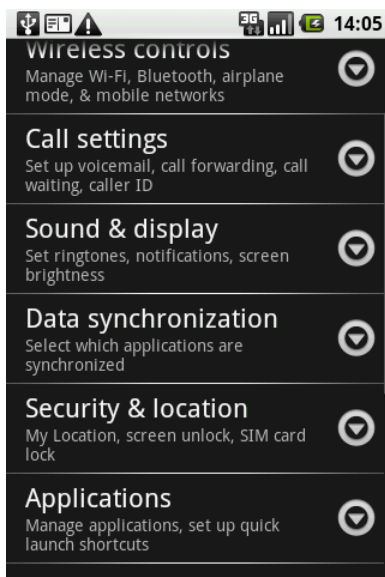 3G 14:05
Wireless controls
Manage Wi-Fi, Bluetooth, airplane
mode, & mobile networks
Call settings
Set up voicemail, call forwarding, call
waiting, caller ID
Sound & display
Set ringtones, notifications, screen
brightness
Data synchronization
Select which applications are
synchronized
Security & location
My Location, screen unlock, SIM card
lock
Applications
Manage applications, set up quick
launch shortcuts